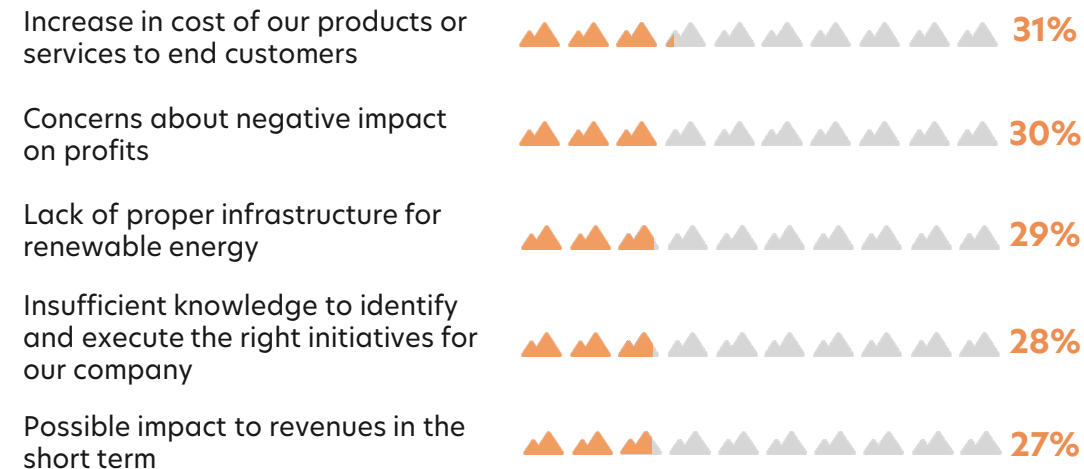 Increase in cost of our products or
services to end customers
31%
Concerns about negative impact
on profits
30%
Lack of proper infrastructure for
renewable energy
29%
Insufficient knowledge to identify
and execute the right initiatives for
our company
28%
Possible impact to revenues in the
short term
27%